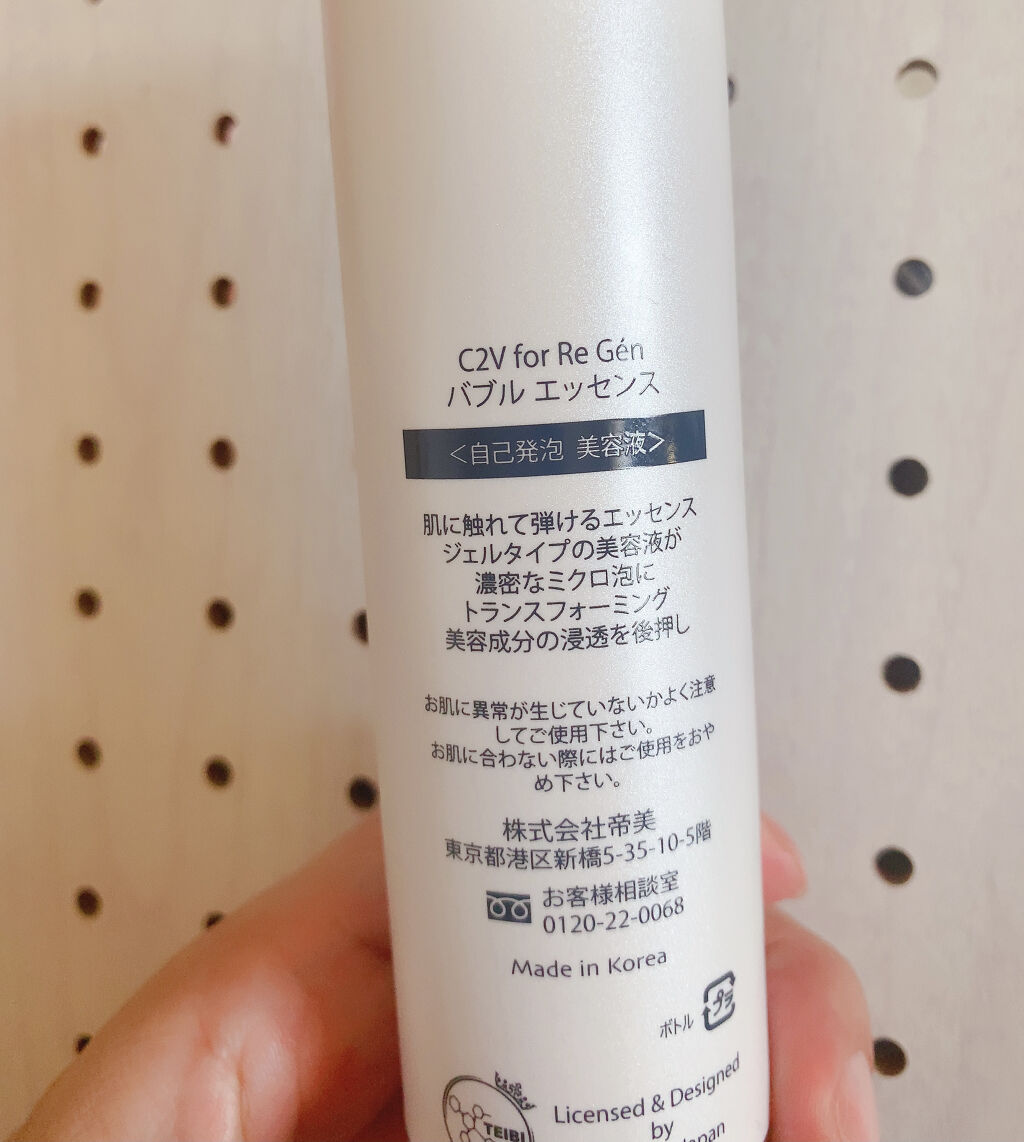 C2V for Re Gén
バブル エッセンス
＜自己発泡 美容液＞
肌に触れて弾けるエッセンス
ジェルタイプの美容液が
濃密なミクロ泡に
トランスフォーミング
美容成分の浸透を後押し
お肌に異常が生じていないかよく注意
してご使用下さい。
お肌に合わない際にはご使用をおや
め下さい。
株式会社帝美
東京都港区新橋5-35-10-5階
お客様相談室
0120-22-0068
Made in Korea
プラ
ボトル
TEIBI
Licensed & Designed
by
Japan